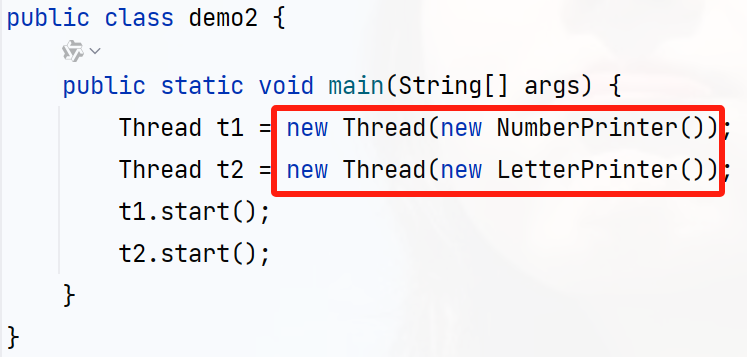 public class demo2 {
public static void main(String[] args) {
Thread t1 = new Thread(new NumberPrinter());
Thread t2 = new Thread(new LetterPrinter());
t1.start();
t2.start();
}
}